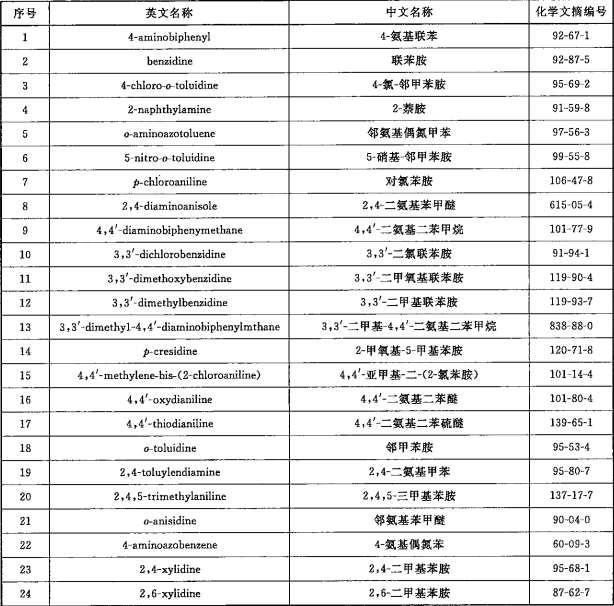 序号 英文名称 中文名称 化学文摘编号
1 4-aminobiphenyl 4-氨基联苯 92-67-1
2 benzidine 联苯胺 92-87-5
3 4-chloro-o-toluidine 4-氯-邻甲苯胺 95-69-2
4 2-naphthylamine 2-萘胺 91-59-8
5 o-aminoazotoluene 邻氨基偶氮甲苯 97-56-3
6 5-nitro-o-toluidine 5-硝基-邻甲苯胺 99-55-8
7 p-chloroaniline 对氯苯胺 106-47-8
8 2,4-diaminoanisole 2,4-二氨基苯甲醚 615-05-4
9 4,4′-diaminobiphenymethane 4,4′-二氨基二苯甲烷 101-77-9
10 3,3′-dichlorobenzidine 3,3′-二氯联苯胺 91-94-1
11 3,3′-dimethoxybenzidine 3,3′-二甲氧基联苯胺 119-90-4
12 3,3′-dimethylbenzidine 3,3′-二甲基联苯胺 119-93-7
13 3,3′-dimethyl-4,4′-diaminobiphenylmthane 3,3′-二甲基-4,4′-二氨基二苯甲烷 838-88-0
14 p-cresidine 2-甲氧基-5-甲基苯胺 120-71-8
15 4,4′-methylene-bis-(2-chloroaniline) 4,4′-亚甲基-二-(2-氯苯胺) 101-14-4
16 4,4′-oxydianiline 4,4′-二氨基二苯醚 101-80-4
17 4,4′-thiodianiline 4,4′-二氨基二苯硫醚 139-65-1
18 o-toluidine 邻甲苯胺 95-53-4
19 2,4-toluylendiamine 2,4-二氨基甲苯 95-80-7
20 2,4,5-trimethylaniline 2,4,5-三甲基苯胺 137-17-7
21 o-anisidine 邻氨基苯甲醚 90-04-0
22 4-aminoazobenzene 4-氨基偶氮苯 60-09-3
23 2,4-xylidine 2,4-二甲基苯胺 95-68-1
24 2,6-xylidine 2,6-二甲基苯胺 87-62-7